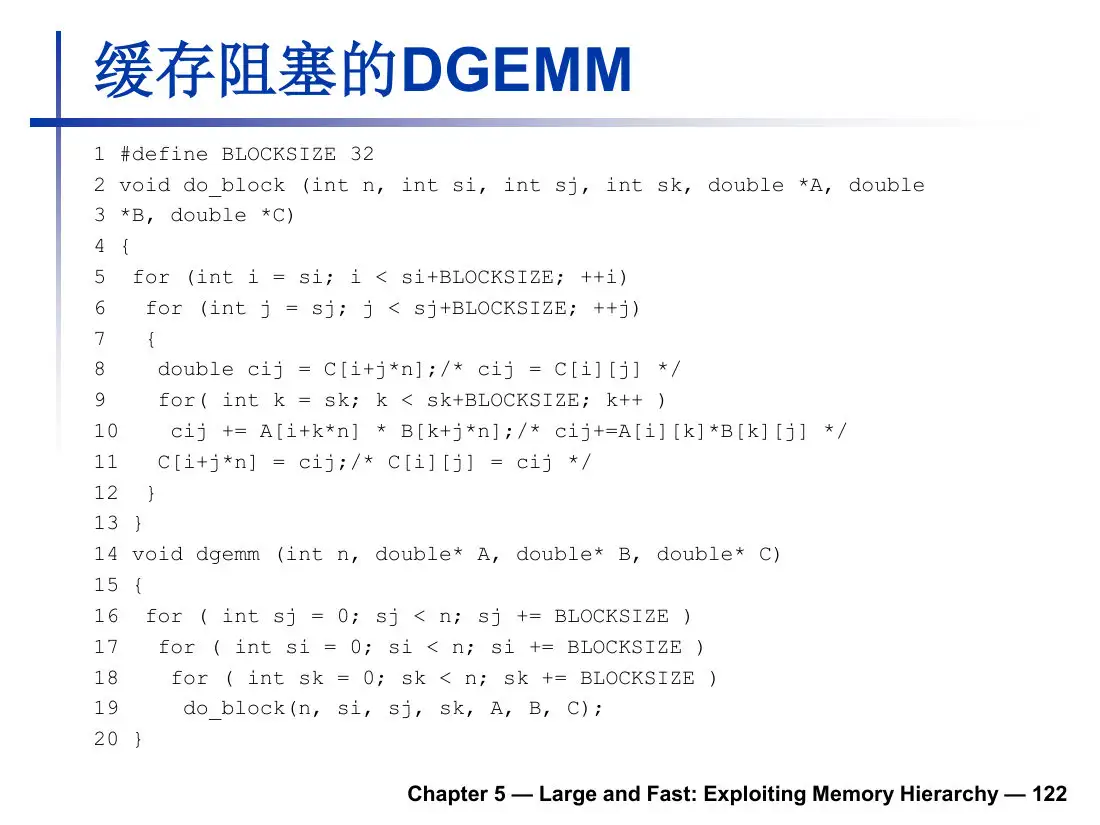 缓存阻塞的DGEMM
1 #define BLOCKSIZE 32
2 void do_block (int n, int si, int sj, int sk, double *A, double
3 *B, double *C)
4 {
5  for (int i = si; i < si+BLOCKSIZE; ++i)
6   for (int j = sj; j < sj+BLOCKSIZE; ++j)
7   {
8    double cij = C[i+j*n];/* cij = C[i][j] */
9    for( int k = sk; k < sk+BLOCKSIZE; k++ )
10    cij += A[i+k*n] * B[k+j*n];/* cij+=A[i][k]*B[k][j] */
11   C[i+j*n] = cij;/* C[i][j] = cij */
12  }
13 }
14 void dgemm (int n, double* A, double* B, double* C)
15 {
16  for ( int sj = 0; sj < n; sj += BLOCKSIZE )
17   for ( int si = 0; si < n; si += BLOCKSIZE )
18    for ( int sk = 0; sk < n; sk += BLOCKSIZE )
19     do_block(n, si, sj, sk, A, B, C);
20 }
Chapter 5 — Large and Fast: Exploiting Memory Hierarchy — 122